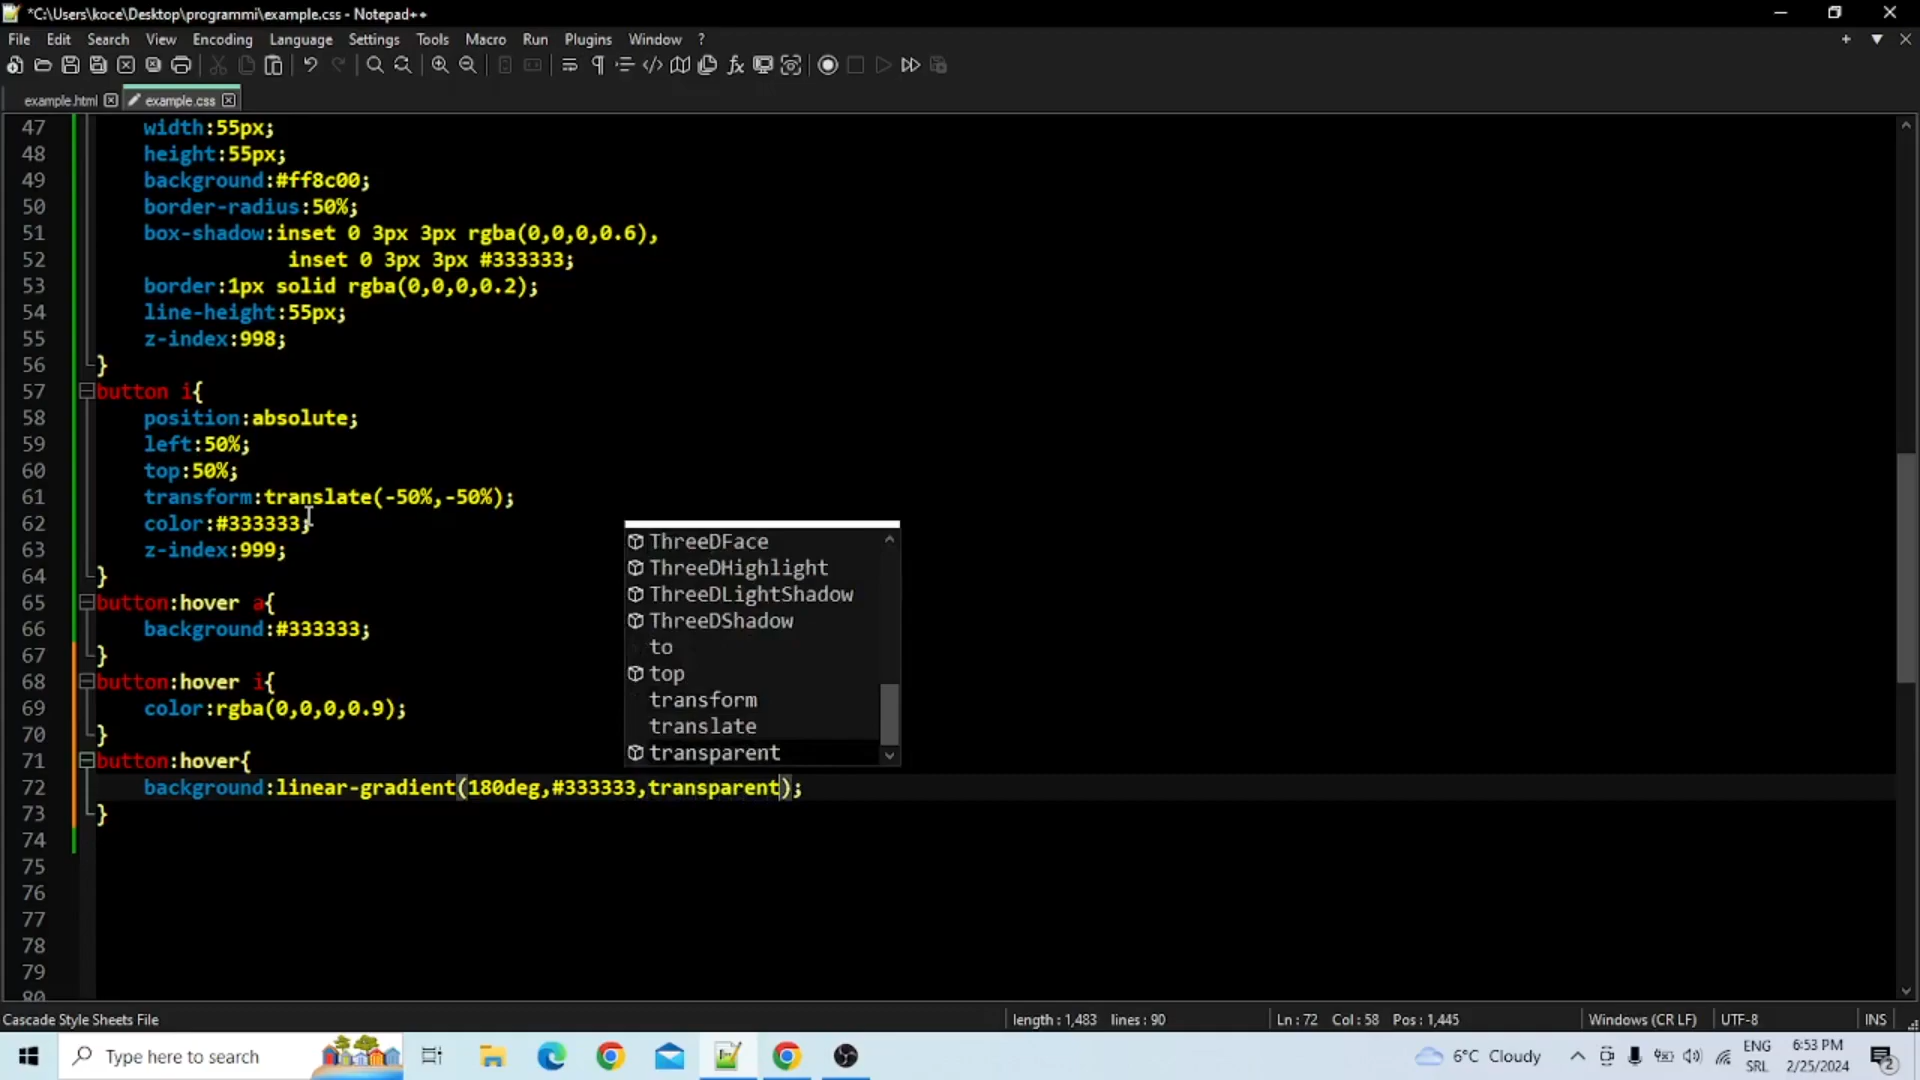 *C:\Users\koce\Desktop\programmi\example.css - Notepad++
File Edit Search View Encoding Language Settings Tools Macro Run Plugins Window ?
example.html example.css
47 width:55px;
48 height:55px;
49 background:#ff8c00;
50 border-radius:50%;
51 box-shadow:inset 0 3px 3px rgba(0,0,0,0.6),
52 inset 0 3px 3px #333333;
53 border:1px solid rgba(0,0,0,0.2);
54 line-height:55px;
55 z-index:998;
56 }
57 button i{
58 position:absolute;
59 left:50%;
60 top:50%;
61 transform:translate(-50%,-50%);
62 color:#333333;
63 z-index:999;
64 }
65 button:hover a{
66 background:#333333;
67 }
68 button:hover i{
69 color:rgba(0,0,0,0.9);
70 }
71 button:hover{
72 background:linear-gradient(180deg,#333333,transparent);
73 }
74
75
76
77
78
79
80
ThreeDFace
ThreeDHighlight
ThreeDLightShadow
ThreeDShadow
to
top
transform
translate
transparent
Cascade Style Sheets File length : 1,483 lines : 90 Ln : 72 Col : 58 Pos : 1,445 Windows (CR LF) UTF-8 INS
Type here to search 6°C Cloudy ENG SRL 6:53 PM 2/25/2024 2